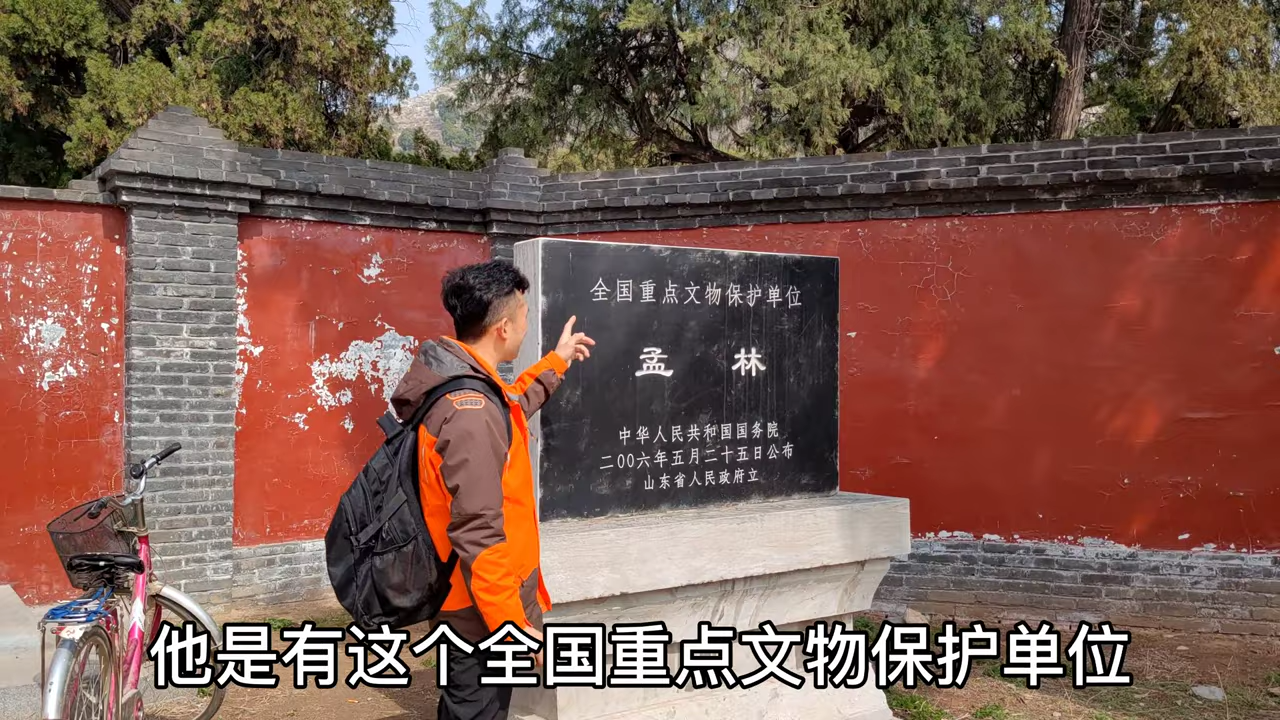 全国重点文物保护单位
孟林
中华人民共和国国务院
二〇〇六年五月二十五日公布
山东省人民政府立
他是有这个全国重点文物保护单位